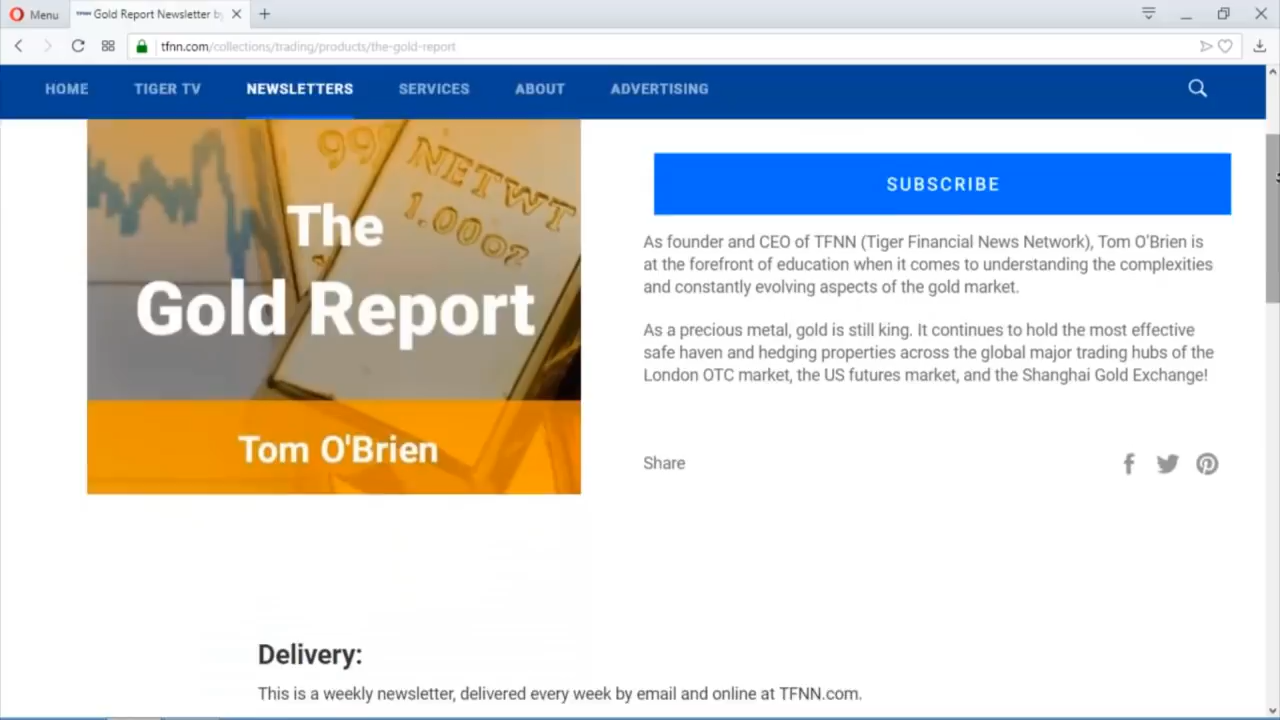 Menu
Gold Report Newsletter by
tfnn.com/collections/trading/products/the-gold-report
HOME TIGER TV NEWSLETTERS SERVICES ABOUT ADVERTISING
99
NETWT
1.00oz
The
Gold Report
Tom O'Brien
SUBSCRIBE
As founder and CEO of TFNN (Tiger Financial News Network), Tom O'Brien is
at the forefront of education when it comes to understanding the complexities
and constantly evolving aspects of the gold market.
As a precious metal, gold is still king. It continues to hold the most effective
safe haven and hedging properties across the global major trading hubs of the
London OTC market, the US futures market, and the Shanghai Gold Exchange!
Share
Delivery:
This is a weekly newsletter, delivered every week by email and online at TFNN.com.